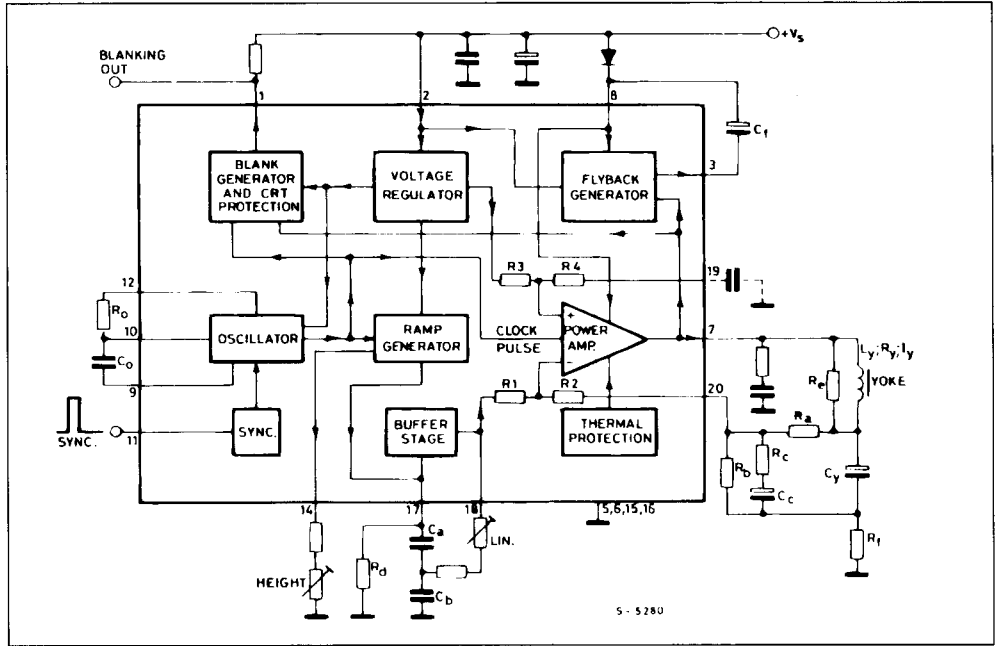 +Vs
BLANKING
OUT
1
2
8
Cf
3
BLANK
GENERATOR
AND CRT
PROTECTION
VOLTAGE
REGULATOR
FLYBACK
GENERATOR
12
R3
R4
19
Ro
10
OSCILLATOR
RAMP
GENERATOR
CLOCK
PULSE
+
POWER
AMP.
-
7
Ly;Ry;Iy
Co
9
R1
R2
20
Re
YOKE
SYNC.
11
SYNC.
BUFFER
STAGE
THERMAL
PROTECTION
Ra
Rb
Rc
Cc
Cy
14
17
18
5,6,15,16
Ca
LIN.
Rf
HEIGHT
Rd
Cb
S-5280